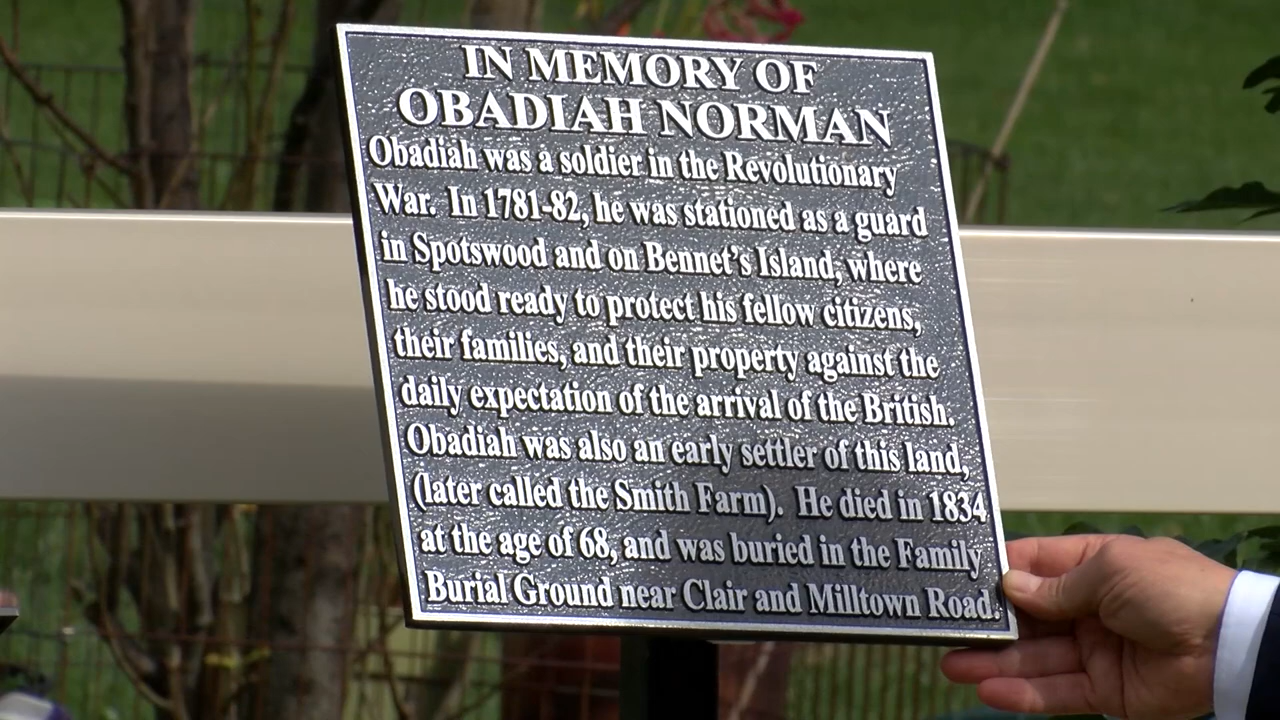 IN MEMORY OF
OBADIAH NORMAN
Obadiah was a soldier in the Revolutionary
War. In 1781-82, he was stationed as a guard
in Spotswood and on Bennet's Island, where
he stood ready to protect his fellow citizens,
their families, and their property against the
daily expectation of the arrival of the British.
Obadiah was also an early settler of this land,
(later called the Smith Farm). He died in 1834
at the age of 68, and was buried in the Family
Burial Ground near Clair and Milltown Road.